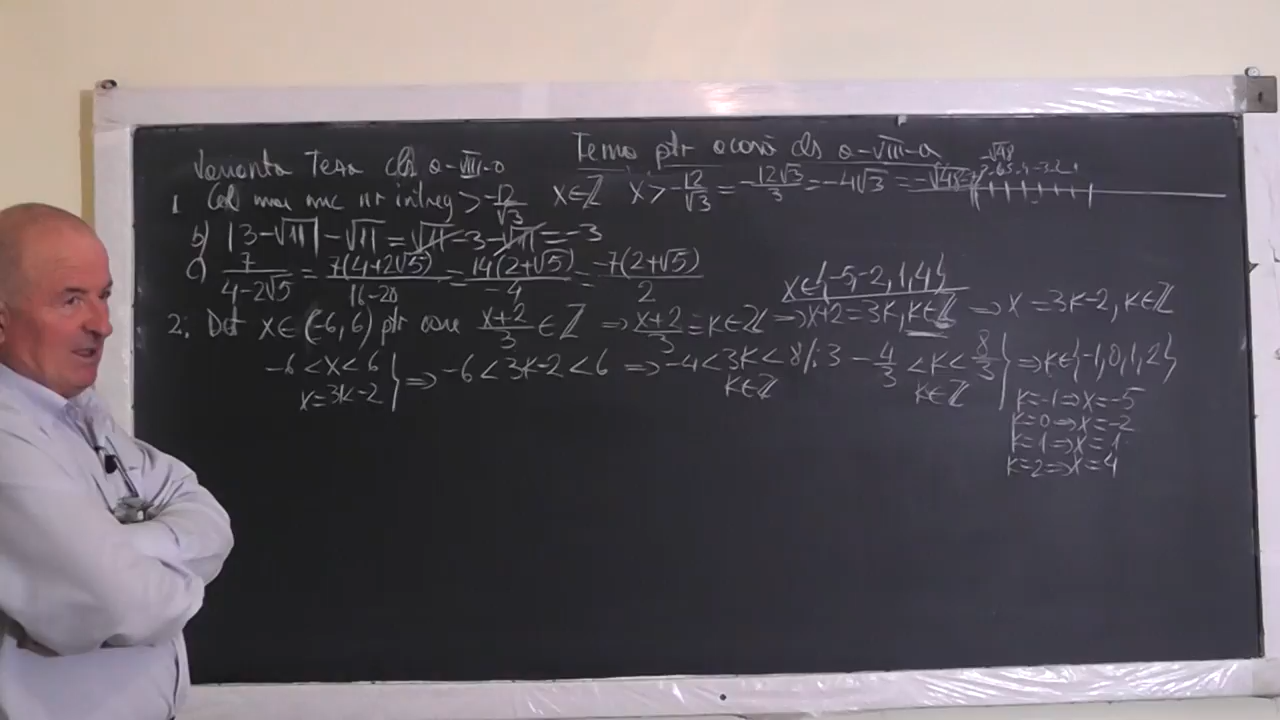 Varianta Teza cls a-VIII-a
Tema ptr acasă cls a-VIII-a
1 Cel mai mic nr intreg > -12/√3 x∈ℤ x > -12/√3 = -12√3/3 = -4√3 = -√48
-√48
b) |3-√11| - √11 = √11 - 3 - √11 = -3
c) 7/(4-2√5) = 7(4+2√5)/(16-20) = 14(2+√5)/-4 = -7(2+√5)/2
x∈{-5,-2,1,4}
2. Det x∈(-6,6) ptr care (x+2)/3 ∈ℤ ⇒ (x+2)/3 = k∈ℤ ⇒ x+2=3k, k∈ℤ ⇒ x=3k-2, k∈ℤ
-6<x<6 } ⇒ -6<3k-2<6 ⇒ -4<3k<8 /:3 -4/3 <k< 8/3 } ⇒ k∈{-1,0,1,2}
x=3k-2 k∈ℤ k∈ℤ
k=-1 ⇒ x=-5
k=0 ⇒ x=-2
k=1 ⇒ x=1
k=2 ⇒ x=4